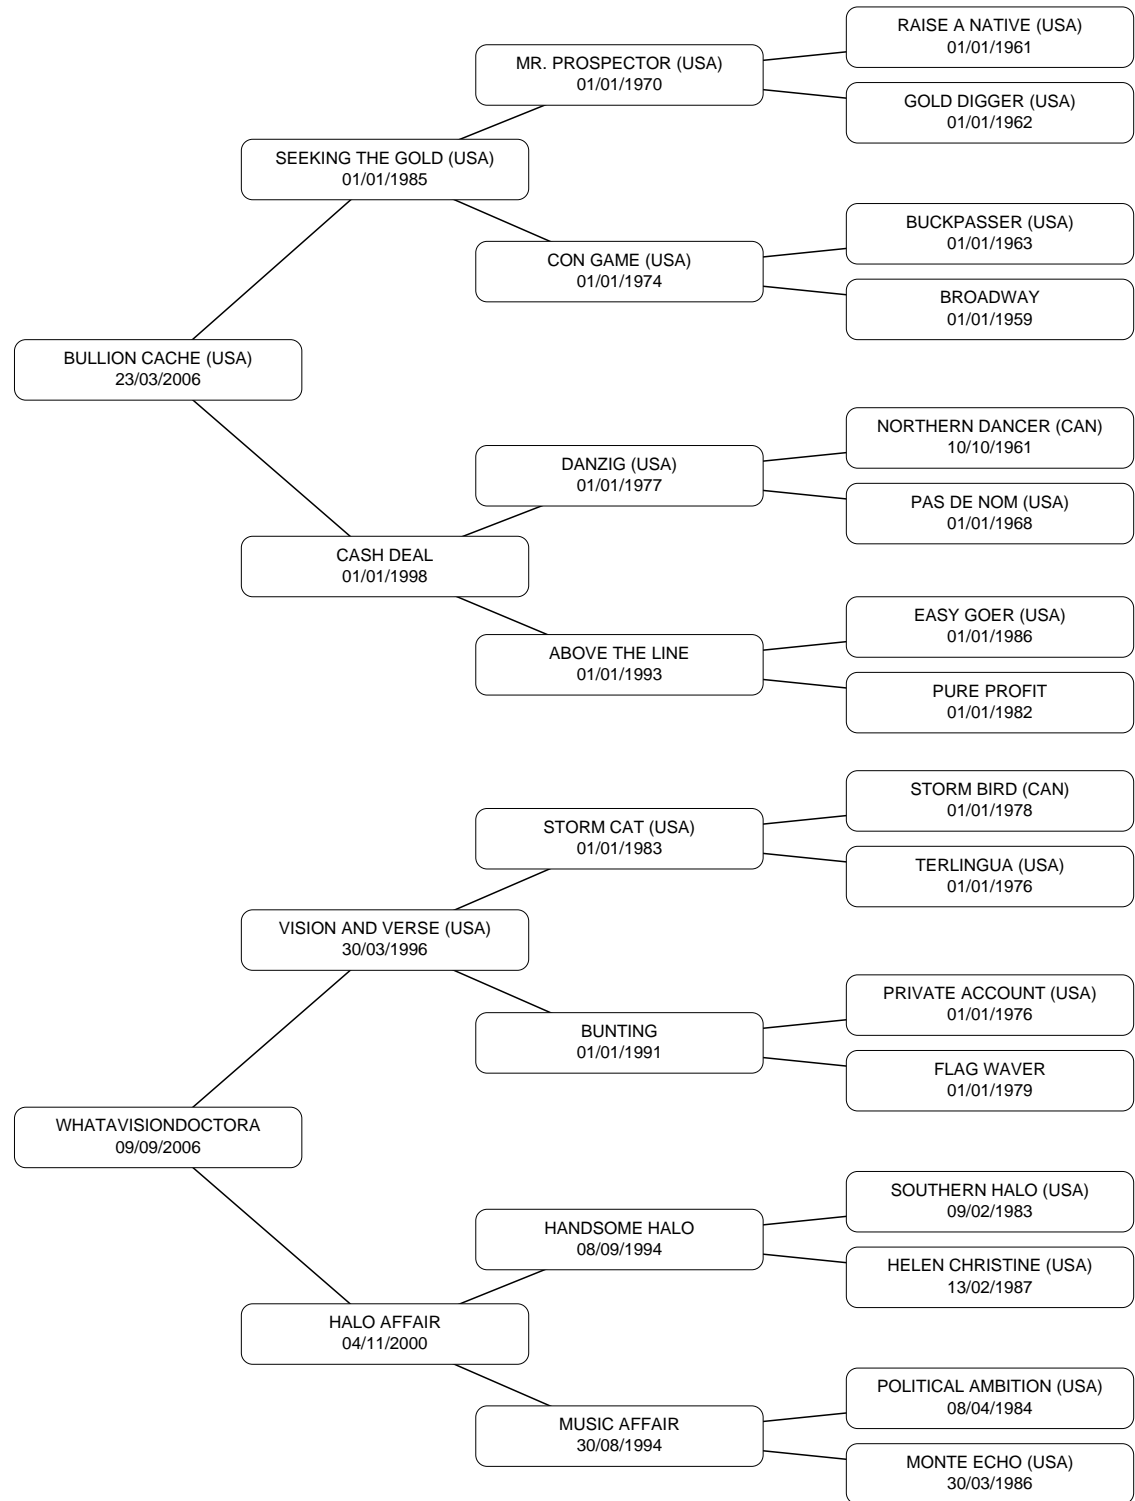 RAISE A NATIVE (USA)
01/01/1961
MR. PROSPECTOR (USA)
01/01/1970
GOLD DIGGER (USA)
01/01/1962
SEEKING THE GOLD (USA)
01/01/1985
BUCKPASSER (USA)
01/01/1963
CON GAME (USA)
01/01/1974
BROADWAY
01/01/1959
BULLION CACHE (USA)
23/03/2006
NORTHERN DANCER (CAN)
10/10/1961
DANZIG (USA)
01/01/1977
PAS DE NOM (USA)
01/01/1968
CASH DEAL
01/01/1998
EASY GOER (USA)
01/01/1986
ABOVE THE LINE
01/01/1993
PURE PROFIT
01/01/1982
STORM BIRD (CAN)
01/01/1978
STORM CAT (USA)
01/01/1983
TERLINGUA (USA)
01/01/1976
VISION AND VERSE (USA)
30/03/1996
PRIVATE ACCOUNT (USA)
01/01/1976
BUNTING
01/01/1991
FLAG WAVER
01/01/1979
WHATAVISIONDOCTORA
09/09/2006
SOUTHERN HALO (USA)
09/02/1983
HANDSOME HALO
08/09/1994
HELEN CHRISTINE (USA)
13/02/1987
HALO AFFAIR
04/11/2000
POLITICAL AMBITION (USA)
08/04/1984
MUSIC AFFAIR
30/08/1994
MONTE ECHO (USA)
30/03/1986